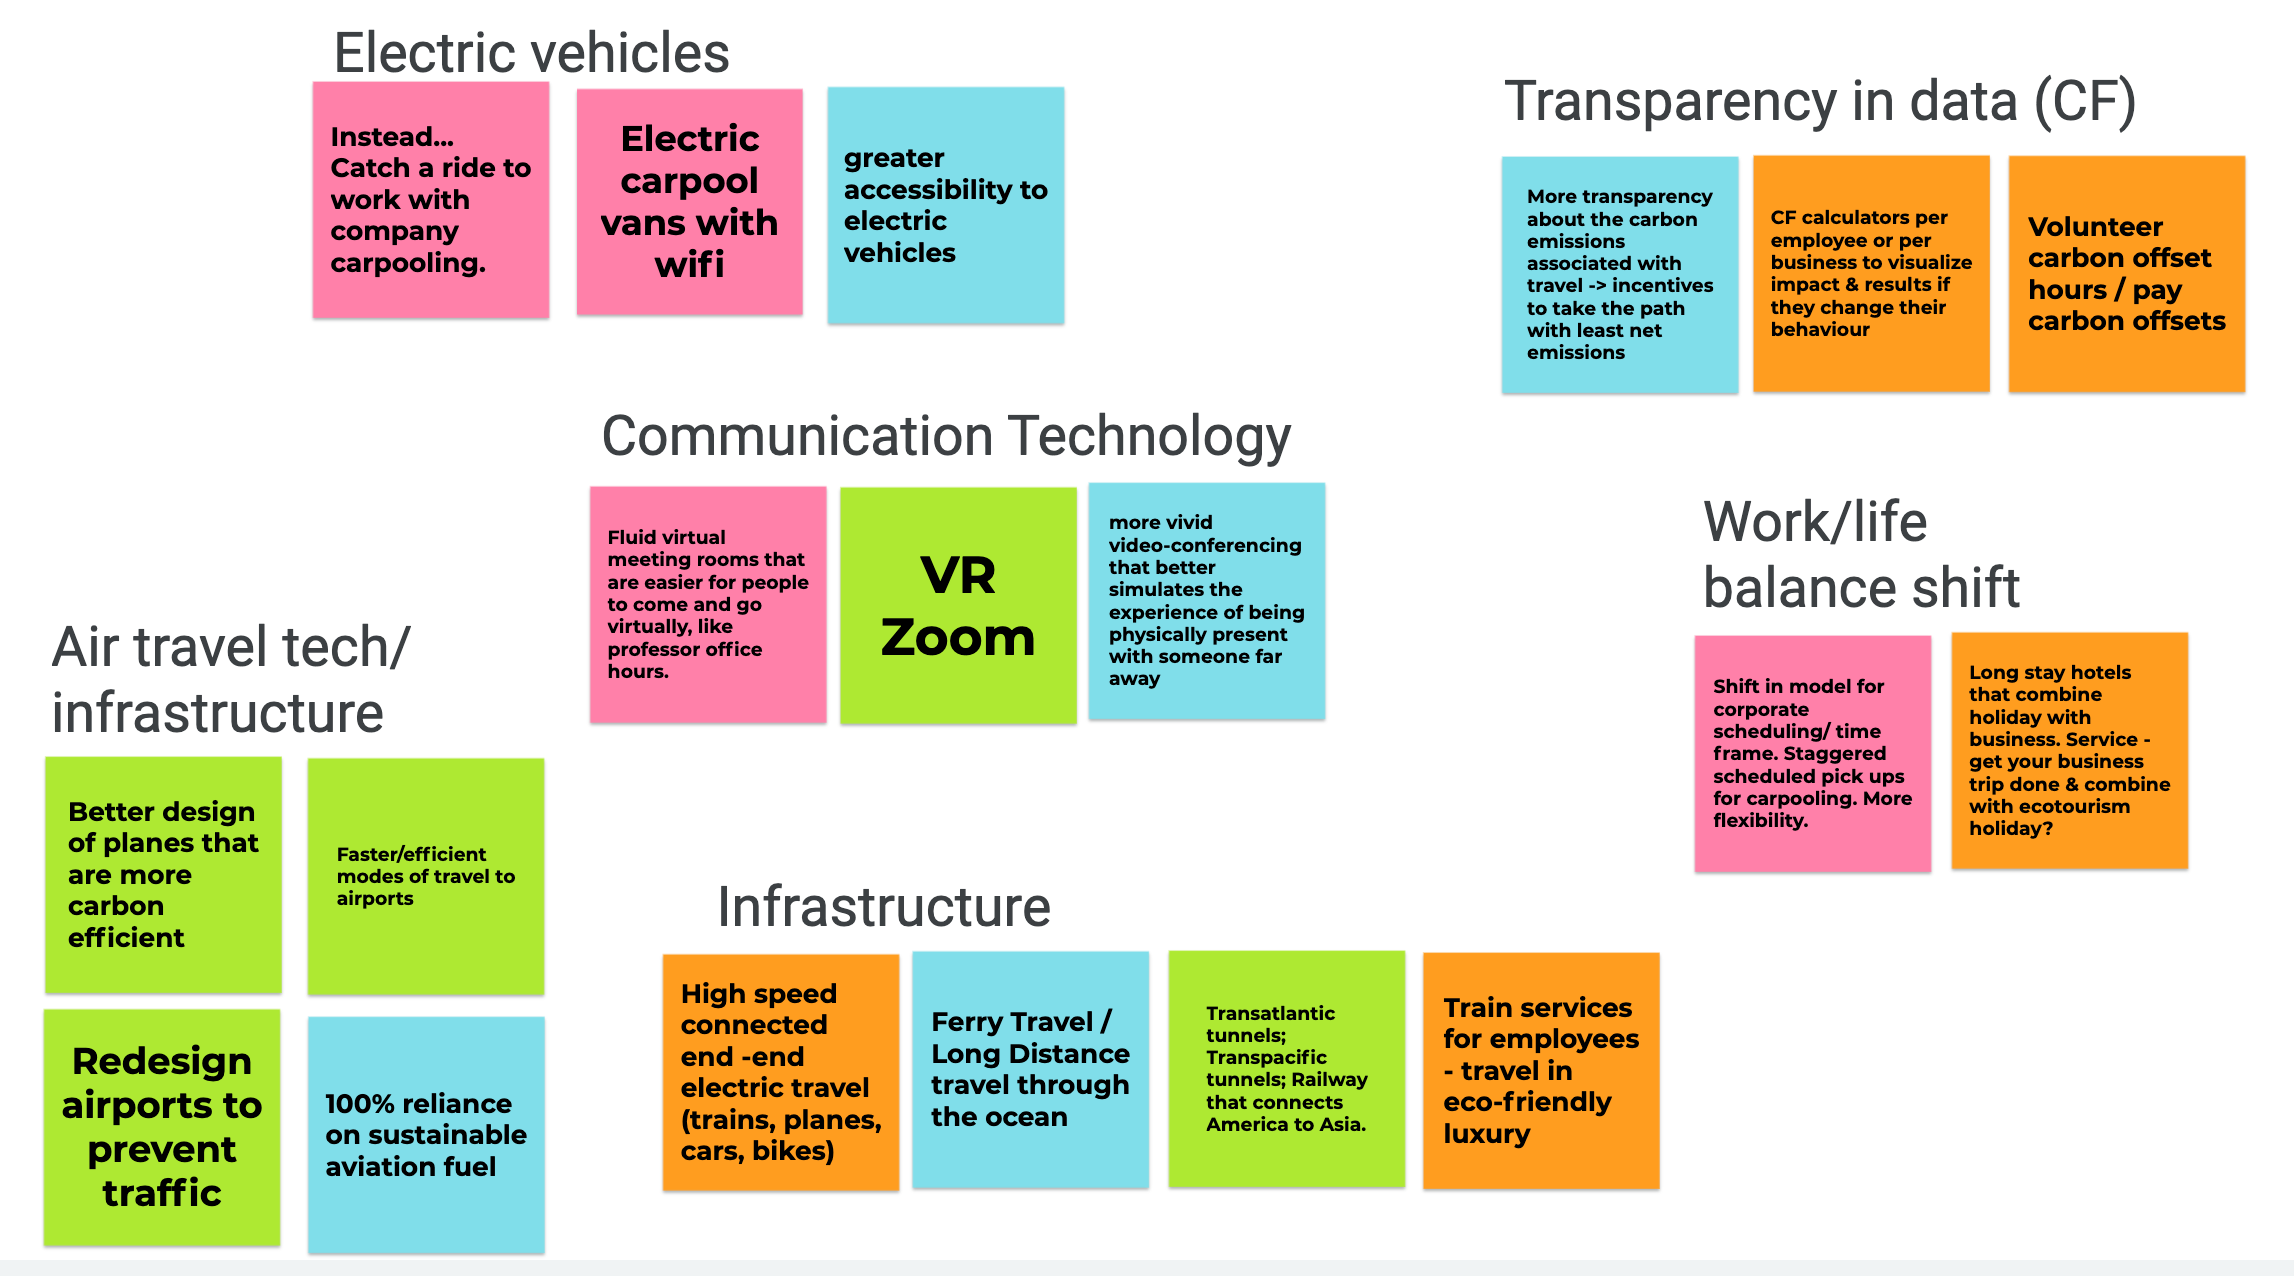 Electric vehicles
Instead...
Catch a ride to
work with
company
carpooling.
Electric
carpool
vans with
wifi
greater
accessibility to
electric
vehicles
Transparency in data (CF)
More transparency
about the carbon
emissions
associated with
travel -> incentives
to take the path
with least net
emissions
CF calculators per
employee or per
business to visualize
impact & results if
they change their
behaviour
Volunteer
carbon offset
hours / pay
carbon offsets
Communication Technology
Fluid virtual
meeting rooms that
are easier for people
to come and go
virtually, like
professor office
hours.
VR
Zoom
more vivid
video-conferencing
that better
simulates the
experience of being
physically present
with someone far
away
Work/life
balance shift
Shift in model for
corporate
scheduling/ time
frame. Staggered
scheduled pick ups
for carpooling. More
flexibility.
Long stay hotels
that combine
holiday with
business. Service -
get your business
trip done & combine
with ecotourism
holiday?
Air travel tech/
infrastructure
Better design
of planes that
are more
carbon
efficient
Faster/efficient
modes of travel to
airports
Redesign
airports to
prevent
traffic
100% reliance
on sustainable
aviation fuel
Infrastructure
High speed
connected
end -end
electric travel
(trains, planes,
cars, bikes)
Ferry Travel /
Long Distance
travel through
the ocean
Transatlantic
tunnels;
Transpacific
tunnels; Railway
that connects
America to Asia.
Train services
for employees
- travel in
eco-friendly
luxury